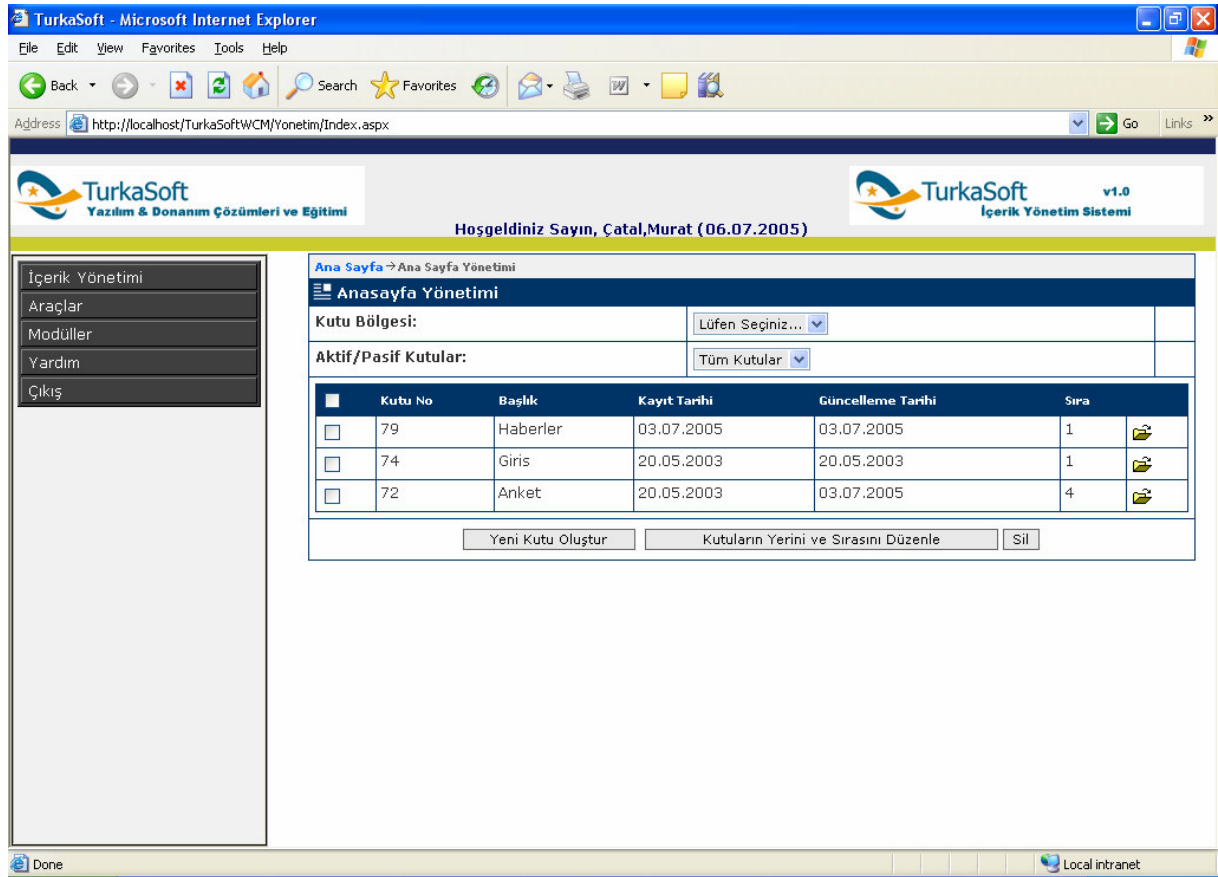 TurkaSoft - Microsoft Internet Explorer
File Edit View Favorites Tools Help
Back Search Favorites
Address http://localhost/TurkaSoftWCM/Yonetim/Index.aspx Go Links »
TurkaSoft
Yazılım & Donanım Çözümleri ve Eğitimi
TurkaSoft v1.0
İçerik Yönetim Sistemi
Hoşgeldiniz Sayın, Çatal,Murat (06.07.2005)
İçerik Yönetimi
Araçlar
Modüller
Yardım
Çıkış
Ana Sayfa→Ana Sayfa Yönetimi
Anasayfa Yönetimi
Kutu Bölgesi: Lüfen Seçiniz...
Aktif/Pasif Kutular: Tüm Kutular
Kutu No Başlık Kayıt Tarihi Güncelleme Tarihi Sıra
79 Haberler 03.07.2005 03.07.2005 1
74 Giris 20.05.2003 20.05.2003 1
72 Anket 20.05.2003 03.07.2005 4
Yeni Kutu Oluştur Kutuların Yerini ve Sırasını Düzenle Sil
Done Local intranet